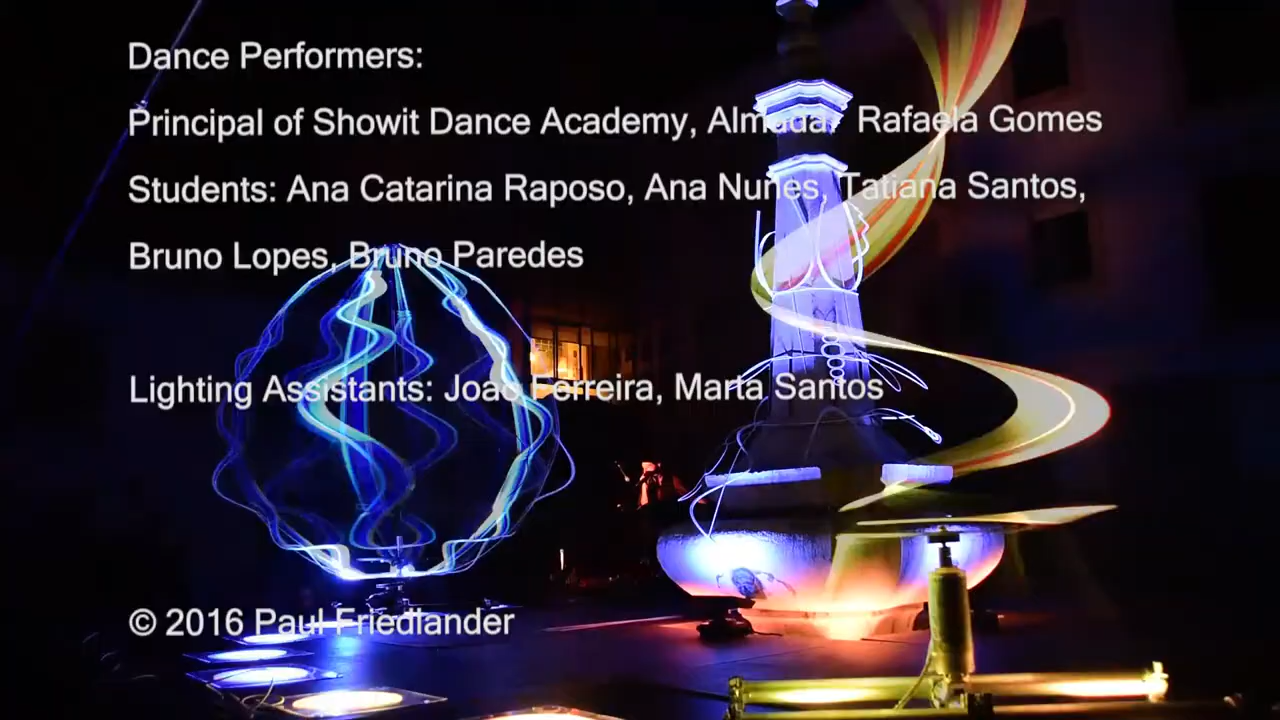 Dance Performers:
Principal of Showit Dance Academy, Almada: Rafaela Gomes
Students: Ana Catarina Raposo, Ana Nunes, Tatiana Santos,
Bruno Lopes, Bruno Paredes
Lighting Assistants: Joao Ferreira, Marta Santos
© 2016 Paul Friedlander